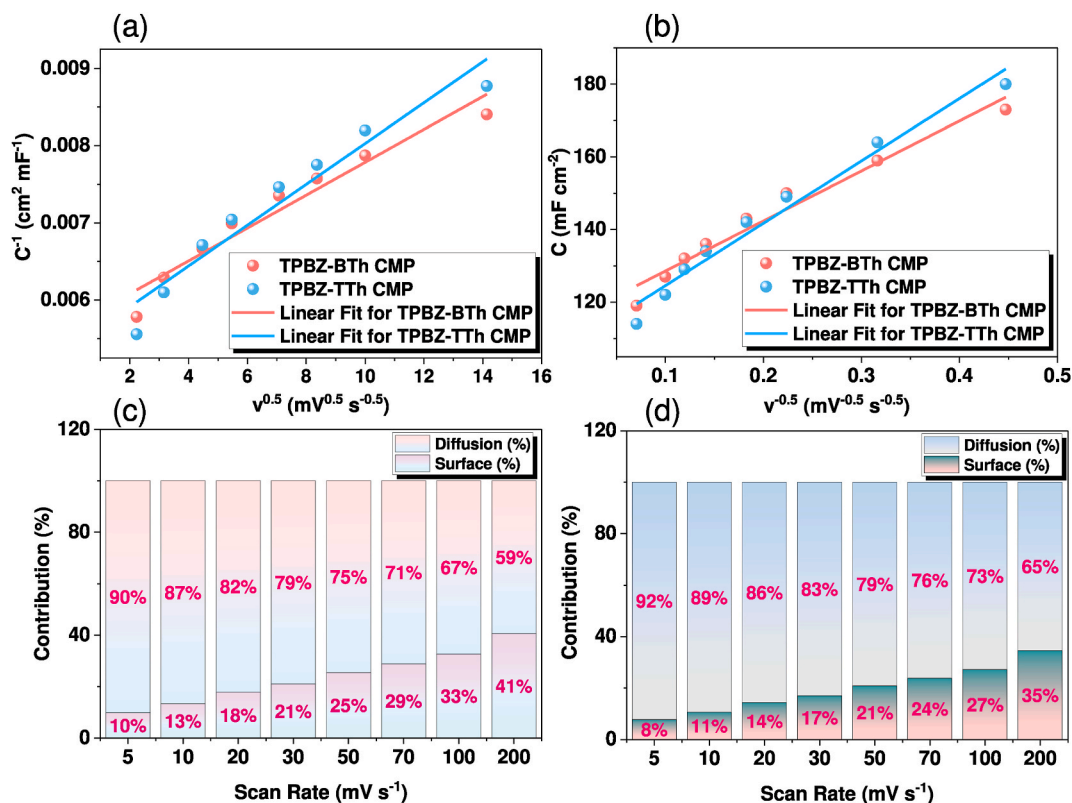 (a)
0.009
0.008
0.007
0.006
C⁻¹ (cm² mF⁻¹)
TPBZ-BTh CMP
TPBZ-TTh CMP
Linear Fit for TPBZ-BTh CMP
Linear Fit for TPBZ-TTh CMP
2 4 6 8 10 12 14 16
v⁰·⁵ (mV⁰·⁵ s⁻⁰·⁵)
(b)
180
160
140
120
C (mF cm⁻²)
TPBZ-BTh CMP
TPBZ-TTh CMP
Linear Fit for TPBZ-BTh CMP
Linear Fit for TPBZ-TTh CMP
0.1 0.2 0.3 0.4 0.5
v⁻⁰·⁵ (mV⁻⁰·⁵ s⁻⁰·⁵)
(c)
120
80
40
0
Contribution (%)
Diffusion (%)
Surface (%)
90% 87% 82% 79% 75% 71% 67% 59%
10% 13% 18% 21% 25% 29% 33% 41%
5 10 20 30 50 70 100 200
Scan Rate (mV s⁻¹)
(d)
120
80
40
0
Contribution (%)
Diffusion (%)
Surface (%)
92% 89% 86% 83% 79% 76% 73% 65%
8% 11% 14% 17% 21% 24% 27% 35%
5 10 20 30 50 70 100 200
Scan Rate (mV s⁻¹)